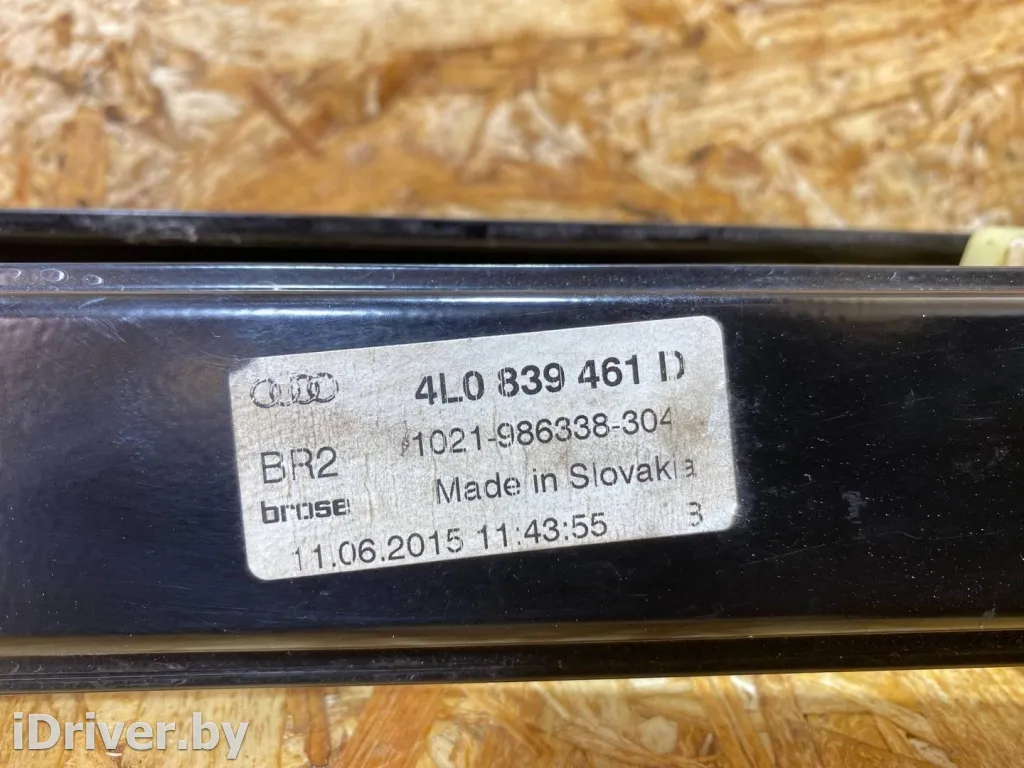 4L0 839 461 D
1021-986338-304
BR2
Made in Slovakia
brose
11.06.2015 11:43:55
iDriver.by